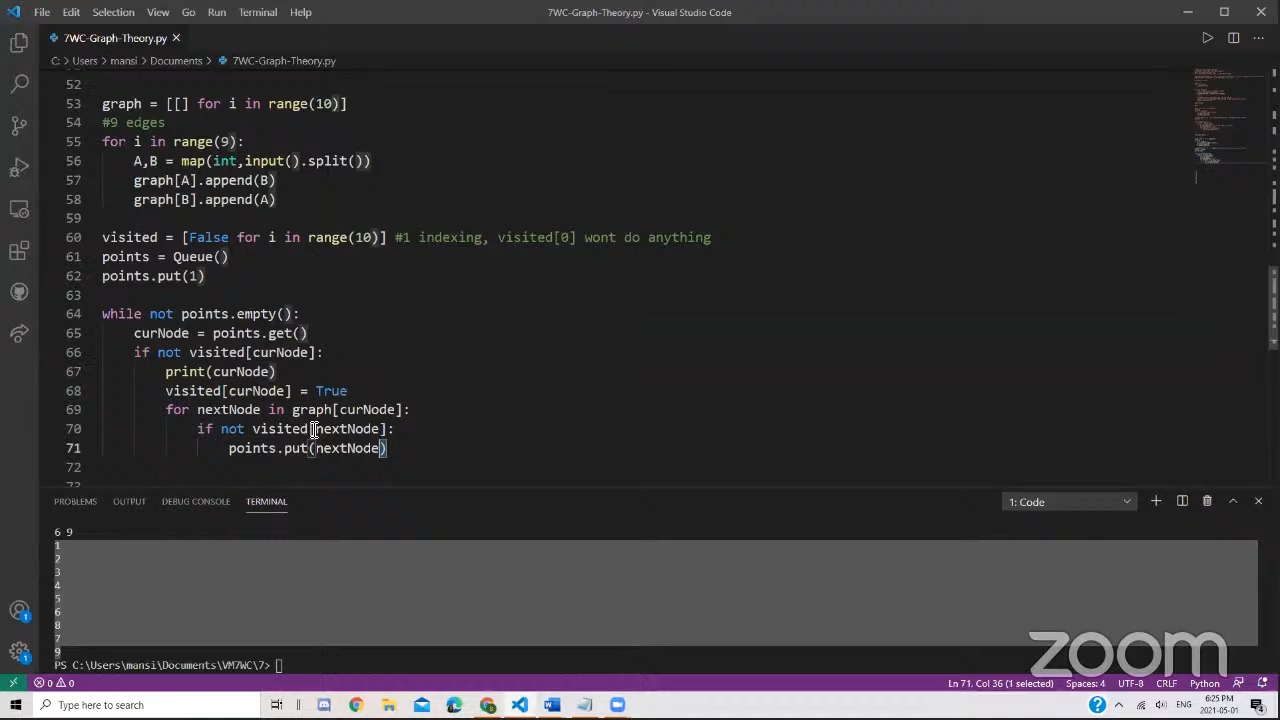 File Edit Selection View Go Run Terminal Help 7WC-Graph-Theory.py - Visual Studio Code
7WC-Graph-Theory.py
C: > Users > mansi > Documents > 7WC-Graph-Theory.py
52
53 graph = [[] for i in range(10)]
54 #9 edges
55 for i in range(9):
56 A,B = map(int,input().split())
57 graph[A].append(B)
58 graph[B].append(A)
59
60 visited = [False for i in range(10)] #1 indexing, visited[0] wont do anything
61 points = Queue()
62 points.put(1)
63
64 while not points.empty():
65 curNode = points.get()
66 if not visited[curNode]:
67 print(curNode)
68 visited[curNode] = True
69 for nextNode in graph[curNode]:
70 if not visited[nextNode]:
71 points.put(nextNode)
72
73
PROBLEMS OUTPUT DEBUG CONSOLE TERMINAL 1: Code
6 9
1
2
3
4
5
6
8
7
9
PS C:\Users\mansi\Documents\VM7WC\7>
zoom
1
1
0 0 Ln 71, Col 36 (1 selected) Spaces: 4 UTF-8 CRLF Python
Type here to search ENG 6:25 PM
2021-05-01